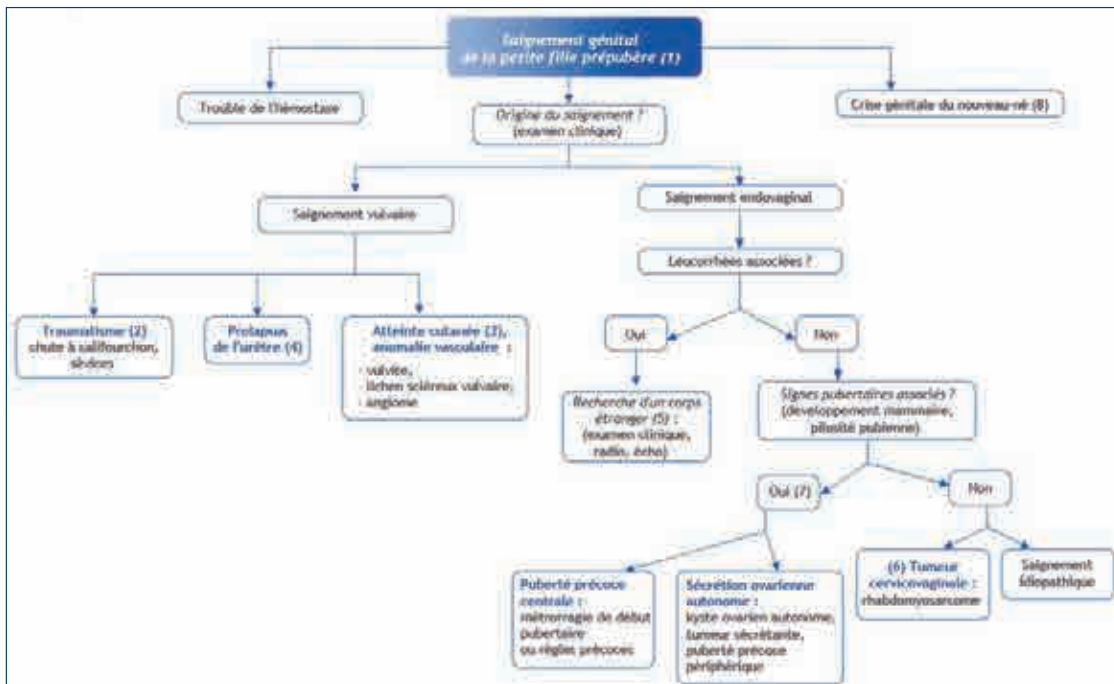 Saignement génital
de la petite fille prépubère (1)
Trouble de l'hémostase
Origine du saignement ?
(examen clinique)
Crise génitale du nouveau-né (8)
Saignement vulvaire
Saignement endovaginal
Leucorrhées associées ?
Traumatisme (2)
chute à califourchon,
sévices
Prolapsus
de l'urètre (4)
Atteinte cutanée (3),
anomalie vasculaire :
· vulvite,
· lichen scléreux vulvaire,
· angiome
Oui
Non
Recherche d'un corps
étranger (5) :
(examen clinique,
radio, écho)
Signes pubertaires associés ?
(developpement mammaire,
pilosité pubienne)
Oui (7)
Non
Puberté précoce
centrale :
métrorragie de début
pubertaire
ou règles précoces
Sécrétion ovarienne
autonome :
kyste ovarien autonome,
tumeur sécrétante,
puberté précoce
périphérique
(6) Tumeur
cervicovaginale :
rhabdomyosarcome
Saignement
idiopathique